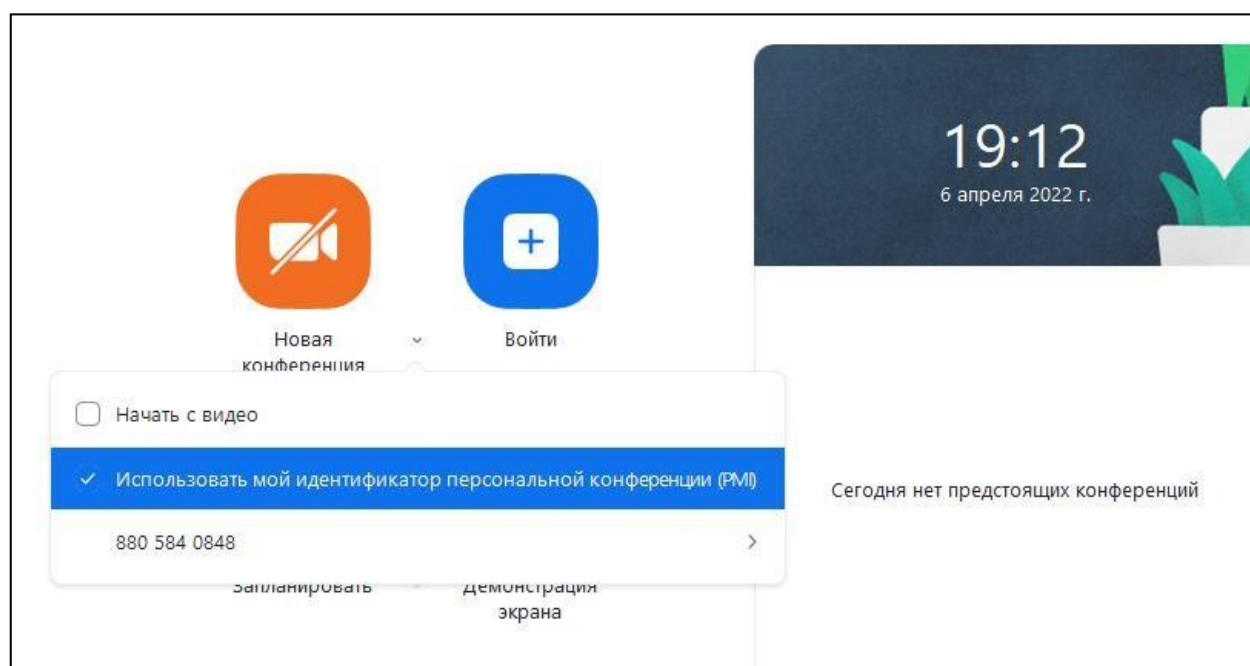 19:12
6 апреля 2022 г.
Новая
конференция
Войти
Начать с видео
Использовать мой идентификатор персональной конференции (PMI)
880 584 0848
Запланировать
Демонстрация
экрана
Сегодня нет предстоящих конференций